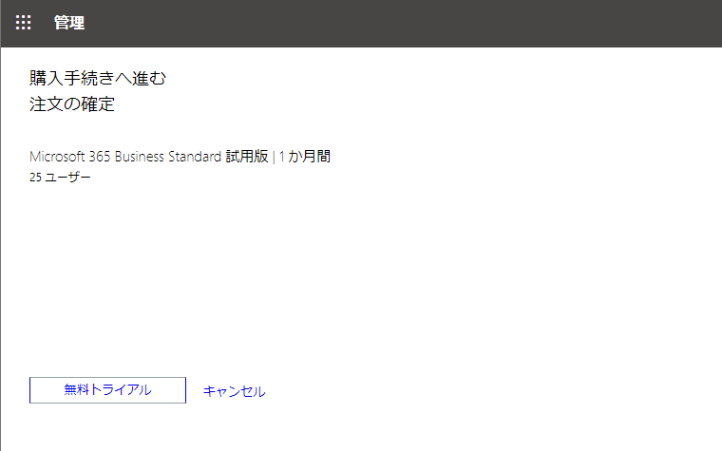 管理
購入手続きへ進む
注文の確定
Microsoft 365 Business Standard 試用版 | 1 か月間
25 ユーザー
無料トライアル
キャンセル